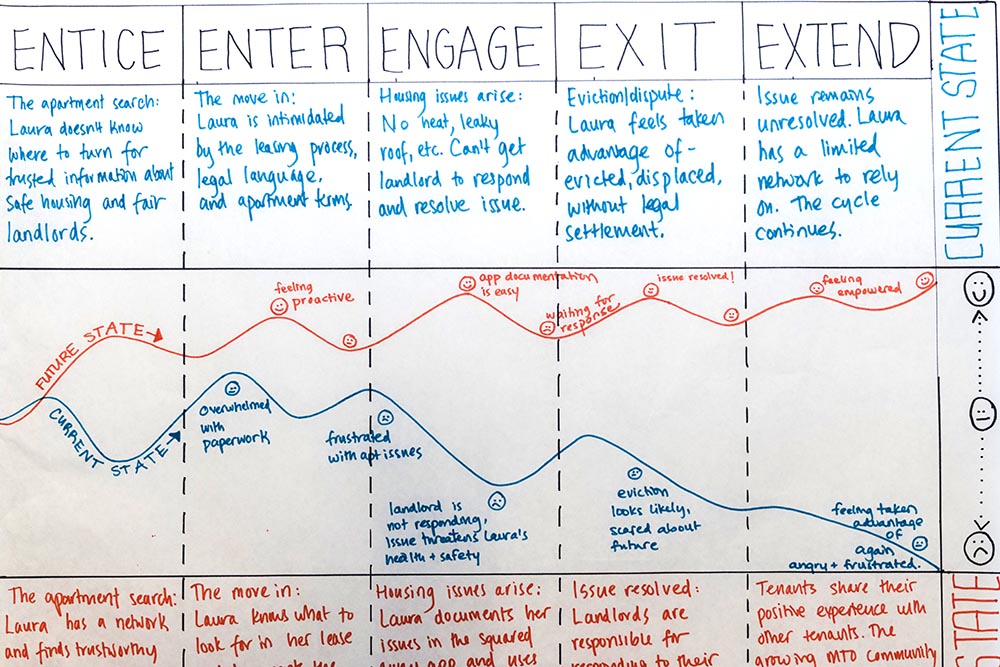 ENTICE
ENTER
ENGAGE
EXIT
EXTEND
CURRENT STATE
The apartment search:
Laura doesn't know
where to turn for
trusted information about
safe housing and fair
landlords.
The move in:
Laura is intimidated
by the leasing process,
legal language,
and apartment terms.
Housing issues arise:
No heat, leaky
roof, etc. Can't get
landlord to respond
and resolve issue.
Eviction/dispute:
Laura feels taken
advantage of-
evicted, displaced,
without legal
settlement.
Issue remains
unresolved. Laura
has a limited
network to rely
on. The cycle
continues.
FUTURE STATE
feeling
proactive
app documentation
is easy
waiting for
response
issue resolved!
feeling
empowered
CURRENT STATE
overwhelmed
with
paperwork
frustrated
with apt issues
landlord is
not responding,
issue threatens Laura's
health + safety
eviction
looks likely,
scared about
future
feeling taken
advantage
of
again
angry + frustrated.
The apartment search:
Laura has a network
and finds trustworthy
The move in:
Laura knows what to
look for in her lease
Housing issues arise:
Laura documents her
issues in the squared
away app and uses
Issue resolved:
Landlords are
responsible for
responding to their
Tenants share their
positive experience with
other tenants. The
growing MTO community
STATE